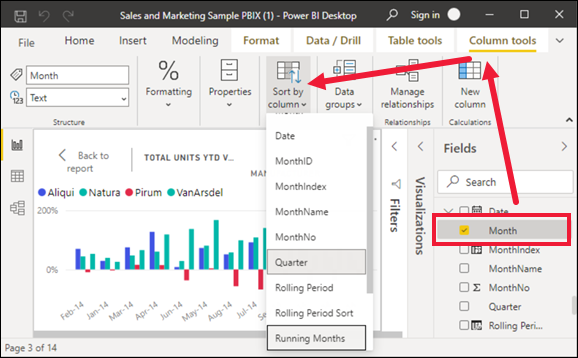 Sales and Marketing Sample PBIX (1) - Power BI Desktop
Sign in
File
Home
Insert
Modeling
Format
Data / Drill
Table tools
Column tools
Name
Month
Text
Structure
Formatting
Properties
Sort by
column
Data
groups
Manage
relationships
Relationships
New
column
Calculations
Back to
report
TOTAL UNITS YTD V...
MAN
Aliqui
Natura
Pirum
VanArsdel
200%
0%
Feb-14
Jan-14
Mar-14
Apr-14
May-14
Jun-14
Jul-14
Aug-14
Date
MonthID
MonthIndex
MonthName
MonthNo
Quarter
Rolling Period
Rolling Period Sort
Running Months
Filters
Visualizations
Fields
Search
Date
Month
MonthIndex
MonthName
MonthNo
Quarter
Rolling Peri...
Page 3 of 13